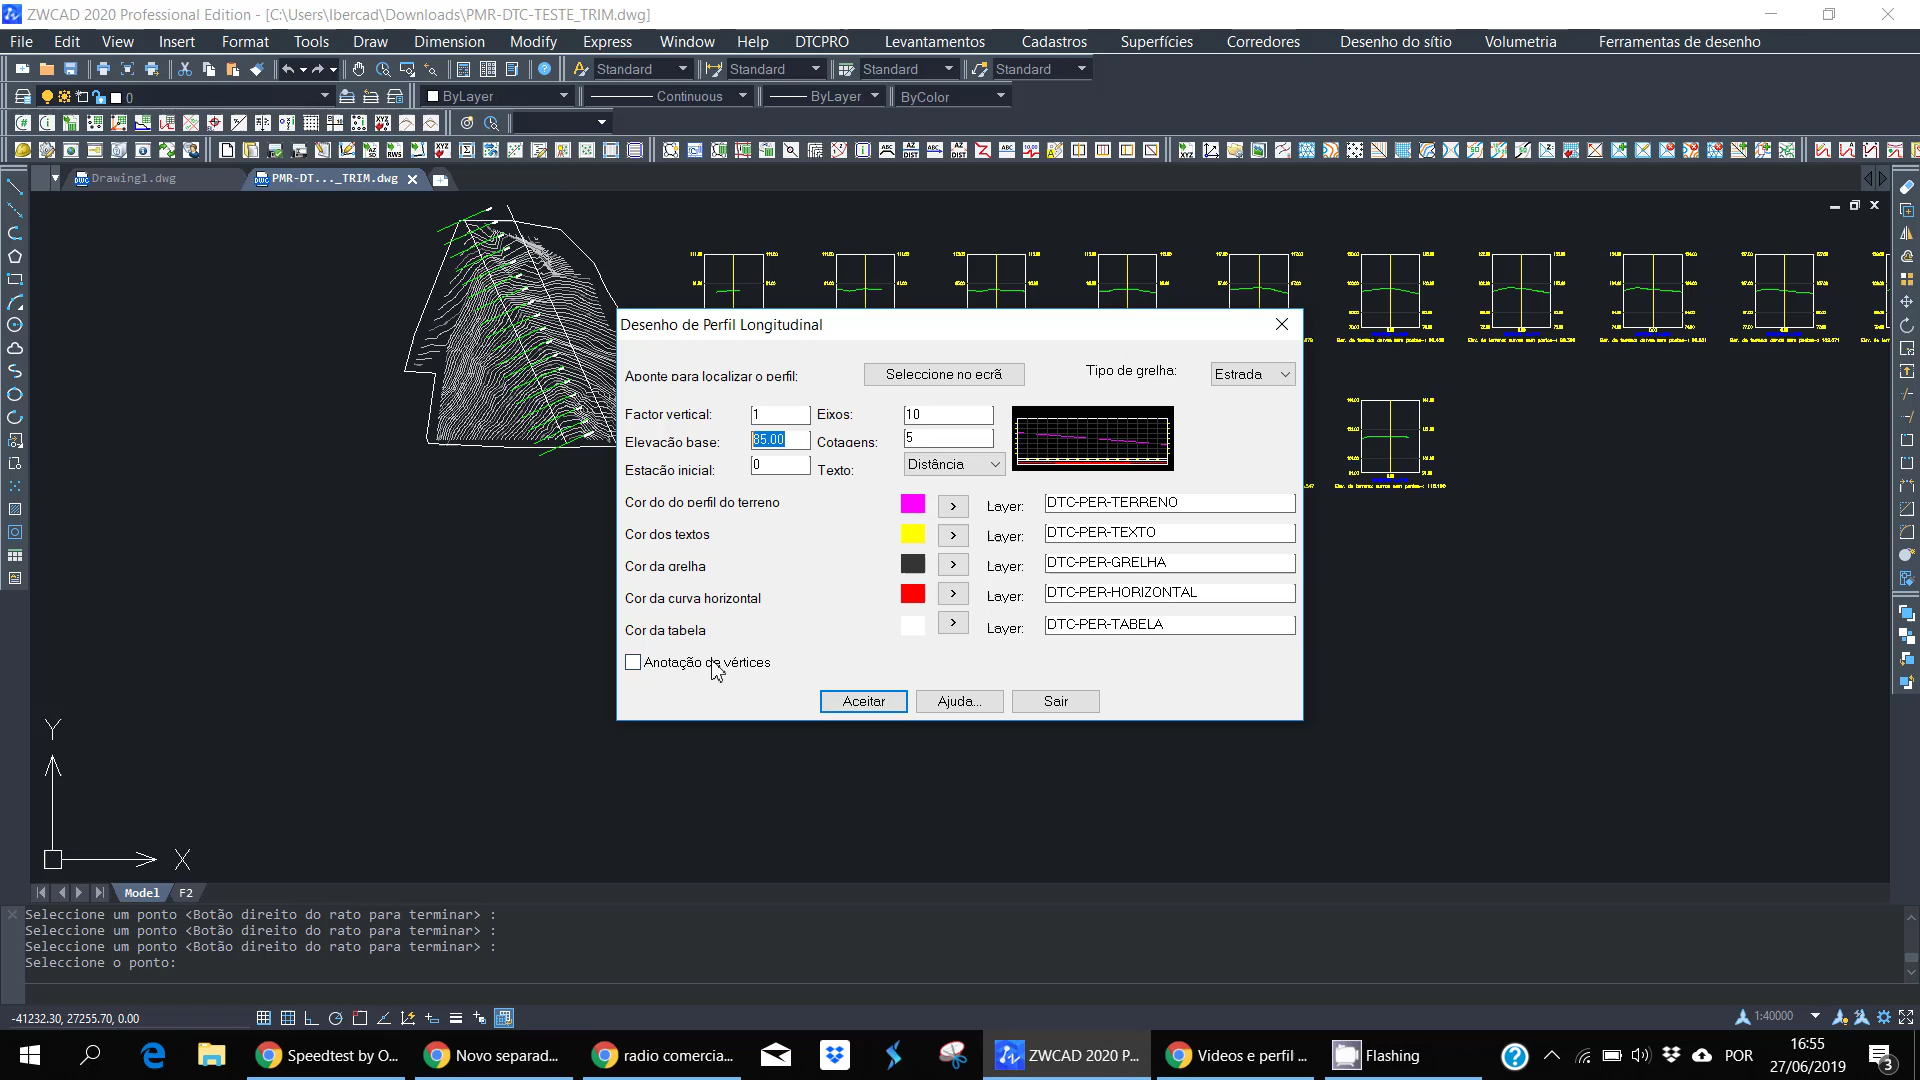 ZWCAD 2020 Professional Edition - [C:\Users\Ibercad\Downloads\PMR-DTC-TESTE_TRIM.dwg]
File Edit View Insert Format Tools Draw Dimension Modify Express Window Help DTCPRO Levantamentos Cadastros Superfícies Corredores Desenho do sítio Volumetria Ferramentas de desenho
Standard Standard Standard Standard
0 ByLayer Continuous ByLayer ByColor
Drawing1.dwg PMR-DT..._TRIM.dwg
Desenho de Perfil Longitudinal
Aponte para localizar o perfil: Seleccione no ecrã Tipo de grelha: Estrada
Factor vertical: 1 Eixos: 10
Elevação base: 85.00 Cotagens: 5
Estação inicial: 0 Texto: Distância
Cor do do perfil do terreno > Layer: DTC-PER-TERRENO
Cor dos textos > Layer: DTC-PER-TEXTO
Cor da grelha > Layer: DTC-PER-GRELHA
Cor da curva horizontal > Layer: DTC-PER-HORIZONTAL
Cor da tabela > Layer: DTC-PER-TABELA
Anotação de vértices
Aceitar Ajuda... Sair
Y
X
Model F2
Seleccione um ponto <Botão direito do rato para terminar> :
Seleccione um ponto <Botão direito do rato para terminar> :
Seleccione um ponto <Botão direito do rato para terminar> :
Seleccione o ponto:
-41232.30, 27255.70, 0.00 1:40000
Speedtest by O... Novo separad... radio comercia... ZWCAD 2020 P... Videos e perfil ... Flashing POR 16:55
27/06/2019 3